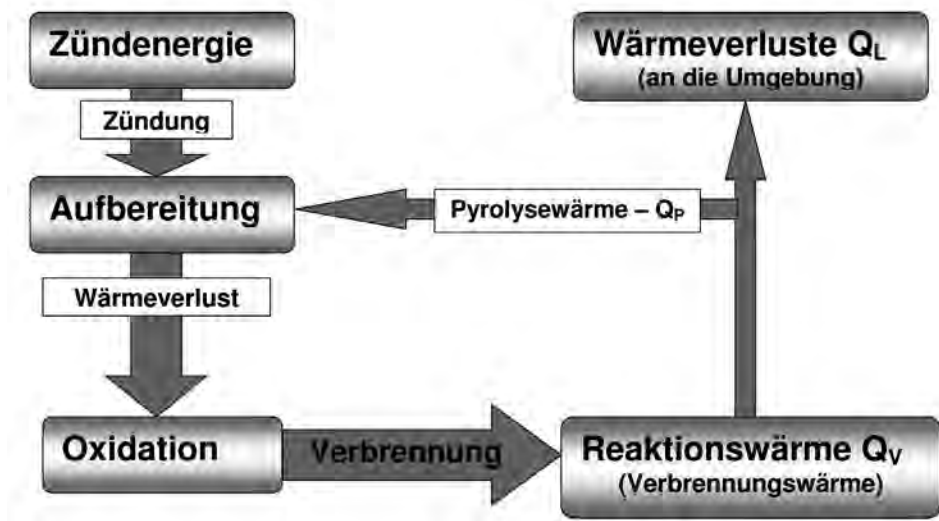 Zündenergie
Wärmeverluste QL
(an die Umgebung)
Zündung
Aufbereitung
Pyrolysewärme – QP
Wärmeverlust
Oxidation
Verbrennung
Reaktionswärme QV
(Verbrennungswärme)